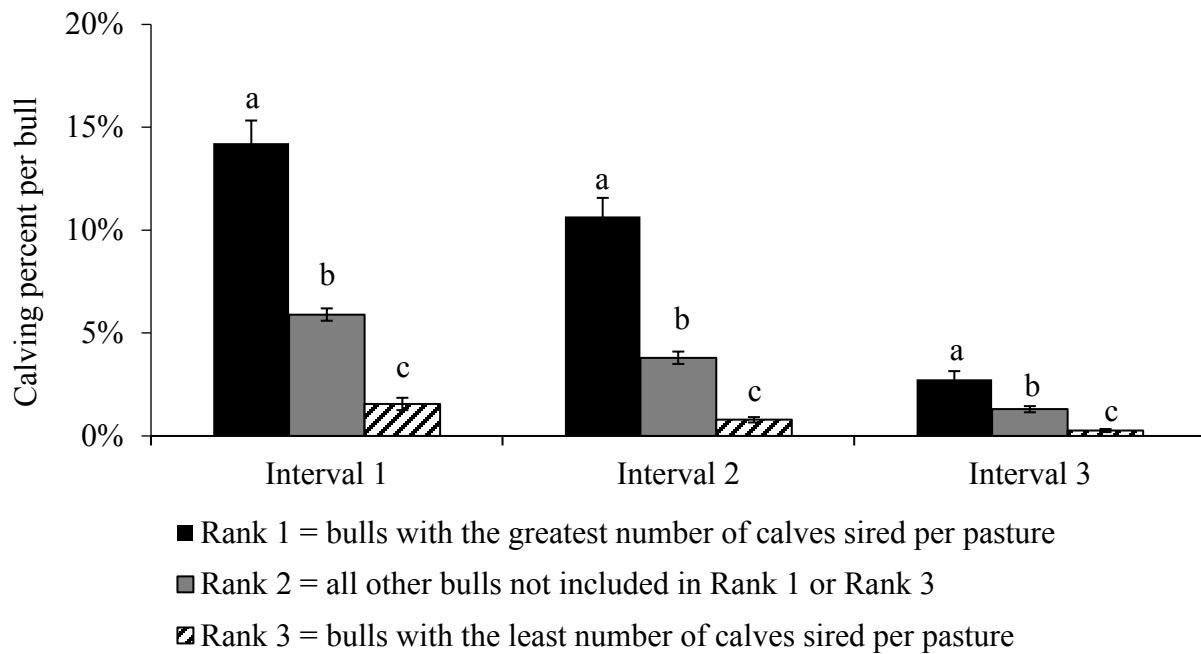 20%
15%
10%
5%
0%
Calving percent per bull
a
b
c
a
b
c
a
b
c
Interval 1
Interval 2
Interval 3
Rank 1 = bulls with the greatest number of calves sired per pasture
Rank 2 = all other bulls not included in Rank 1 or Rank 3
Rank 3 = bulls with the least number of calves sired per pasture